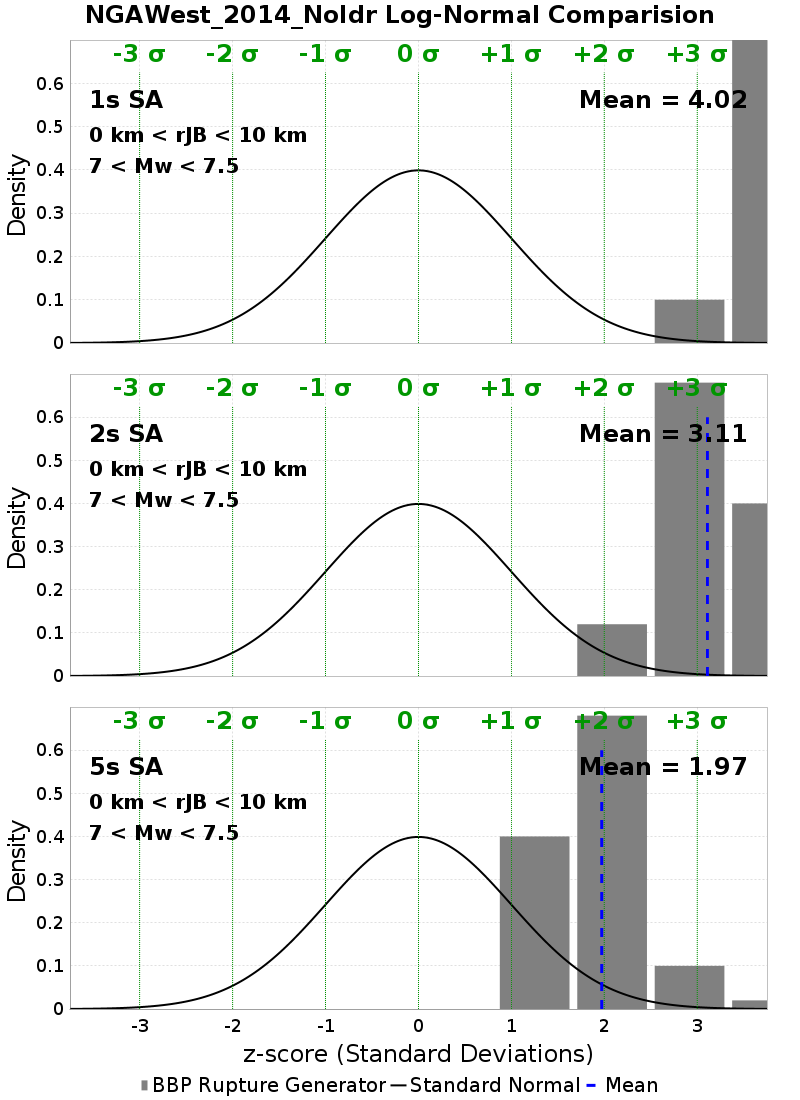 NGAWest_2014_NoIdr Log-Normal Comparision
-3 σ -2 σ -1 σ 0 σ +1 σ +2 σ +3 σ
1s SA Mean = 4.02
0 km < rJB < 10 km
7 < Mw < 7.5
Density
0.6
0.5
0.4
0.3
0.2
0.1
0
-3 σ -2 σ -1 σ 0 σ +1 σ +2 σ +3 σ
2s SA Mean = 3.11
0 km < rJB < 10 km
7 < Mw < 7.5
Density
0.6
0.5
0.4
0.3
0.2
0.1
0
-3 σ -2 σ -1 σ 0 σ +1 σ +2 σ +3 σ
5s SA Mean = 1.97
0 km < rJB < 10 km
7 < Mw < 7.5
Density
0.6
0.5
0.4
0.3
0.2
0.1
0
-3 -2 -1 0 1 2 3
z-score (Standard Deviations)
BBP Rupture Generator Standard Normal Mean